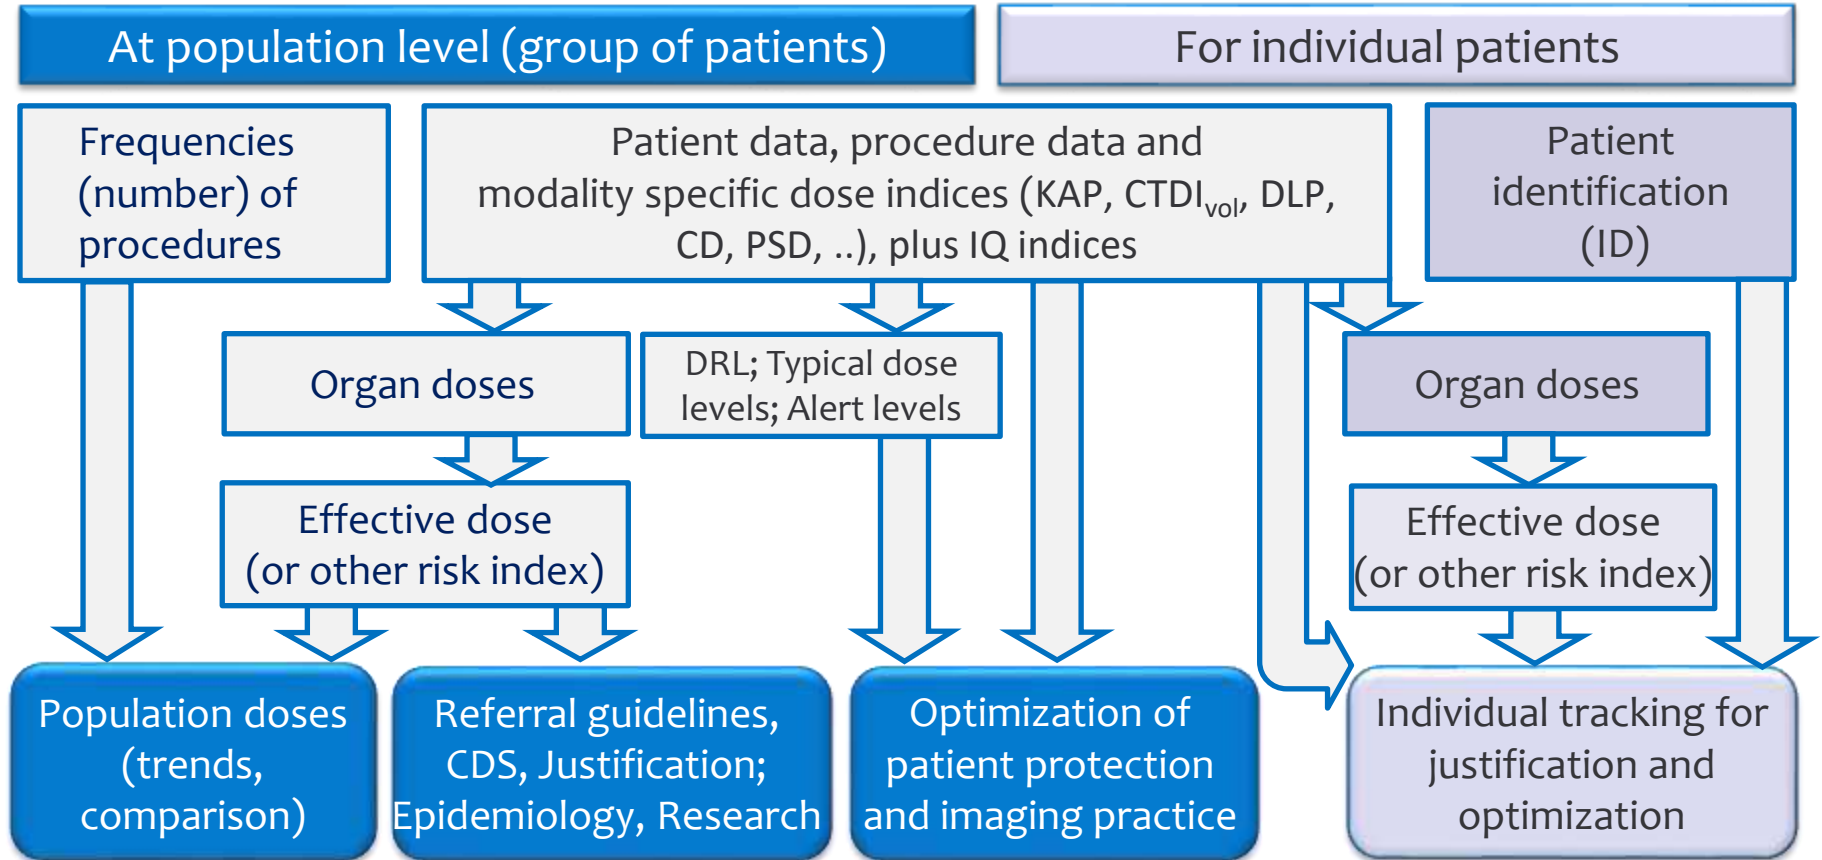 At population level (group of patients)
For individual patients
Frequencies
(number) of
procedures
Patient data, procedure data and
modality specific dose indices (KAP, CTDIvol, DLP,
CD, PSD, ..), plus IQ indices
Patient
identification
(ID)
Organ doses
DRL; Typical dose
levels; Alert levels
Organ doses
Effective dose
(or other risk index)
Effective dose
(or other risk index)
Population doses
(trends,
comparison)
Referral guidelines,
CDS, Justification;
Epidemiology, Research
Optimization of
patient protection
and imaging practice
Individual tracking for
justification and
optimization